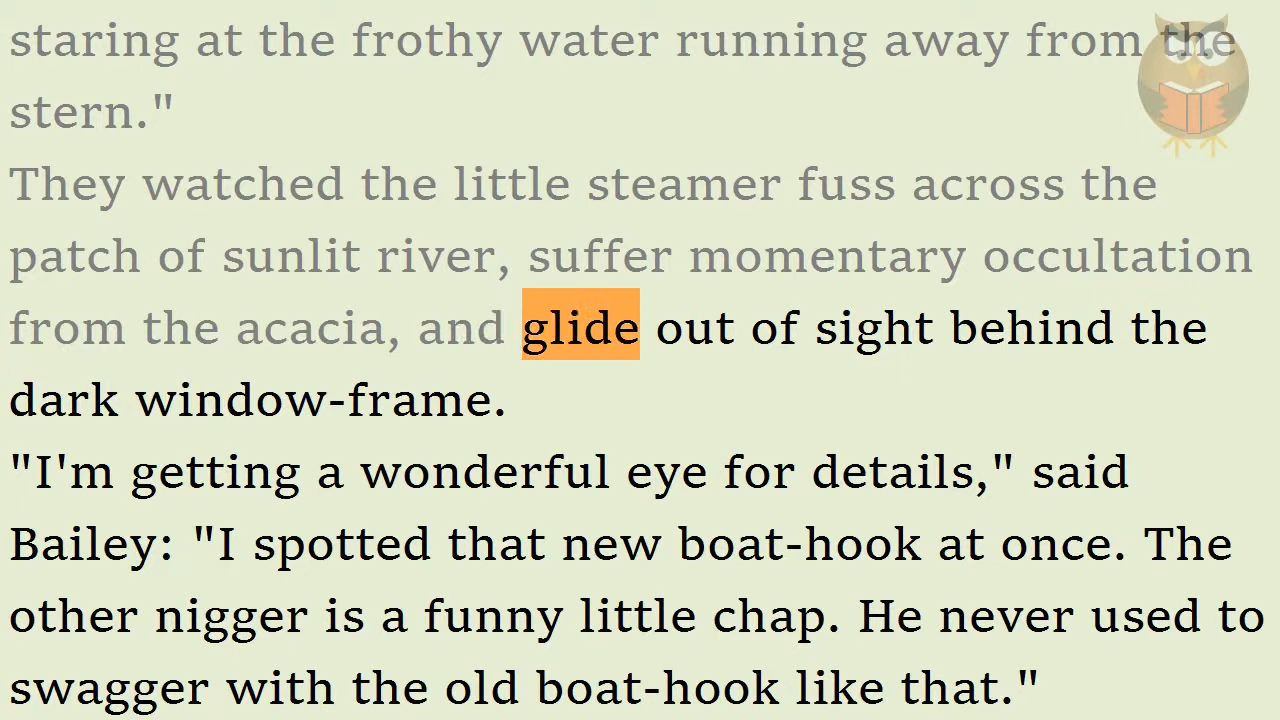 staring at the frothy water running away from the
stern."
They watched the little steamer fuss across the
patch of sunlit river, suffer momentary occultation
from the acacia, and glide out of sight behind the
dark window-frame.
"I'm getting a wonderful eye for details," said
Bailey: "I spotted that new boat-hook at once. The
other nigger is a funny little chap. He never used to
swagger with the old boat-hook like that."